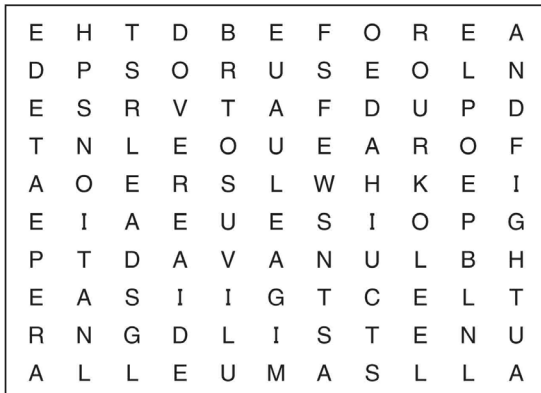 E H T D B E F O R E A
D P S O R U S E O L N
E S R V T A F D U P D
T N L E O U E A R O F
A O E R S L W H K E I
E I A E U E S I O P G
P T D A V A N U L B H
E A S I I G T C E L T
R N G D L I S T E N U
A L L E U M A S L L A